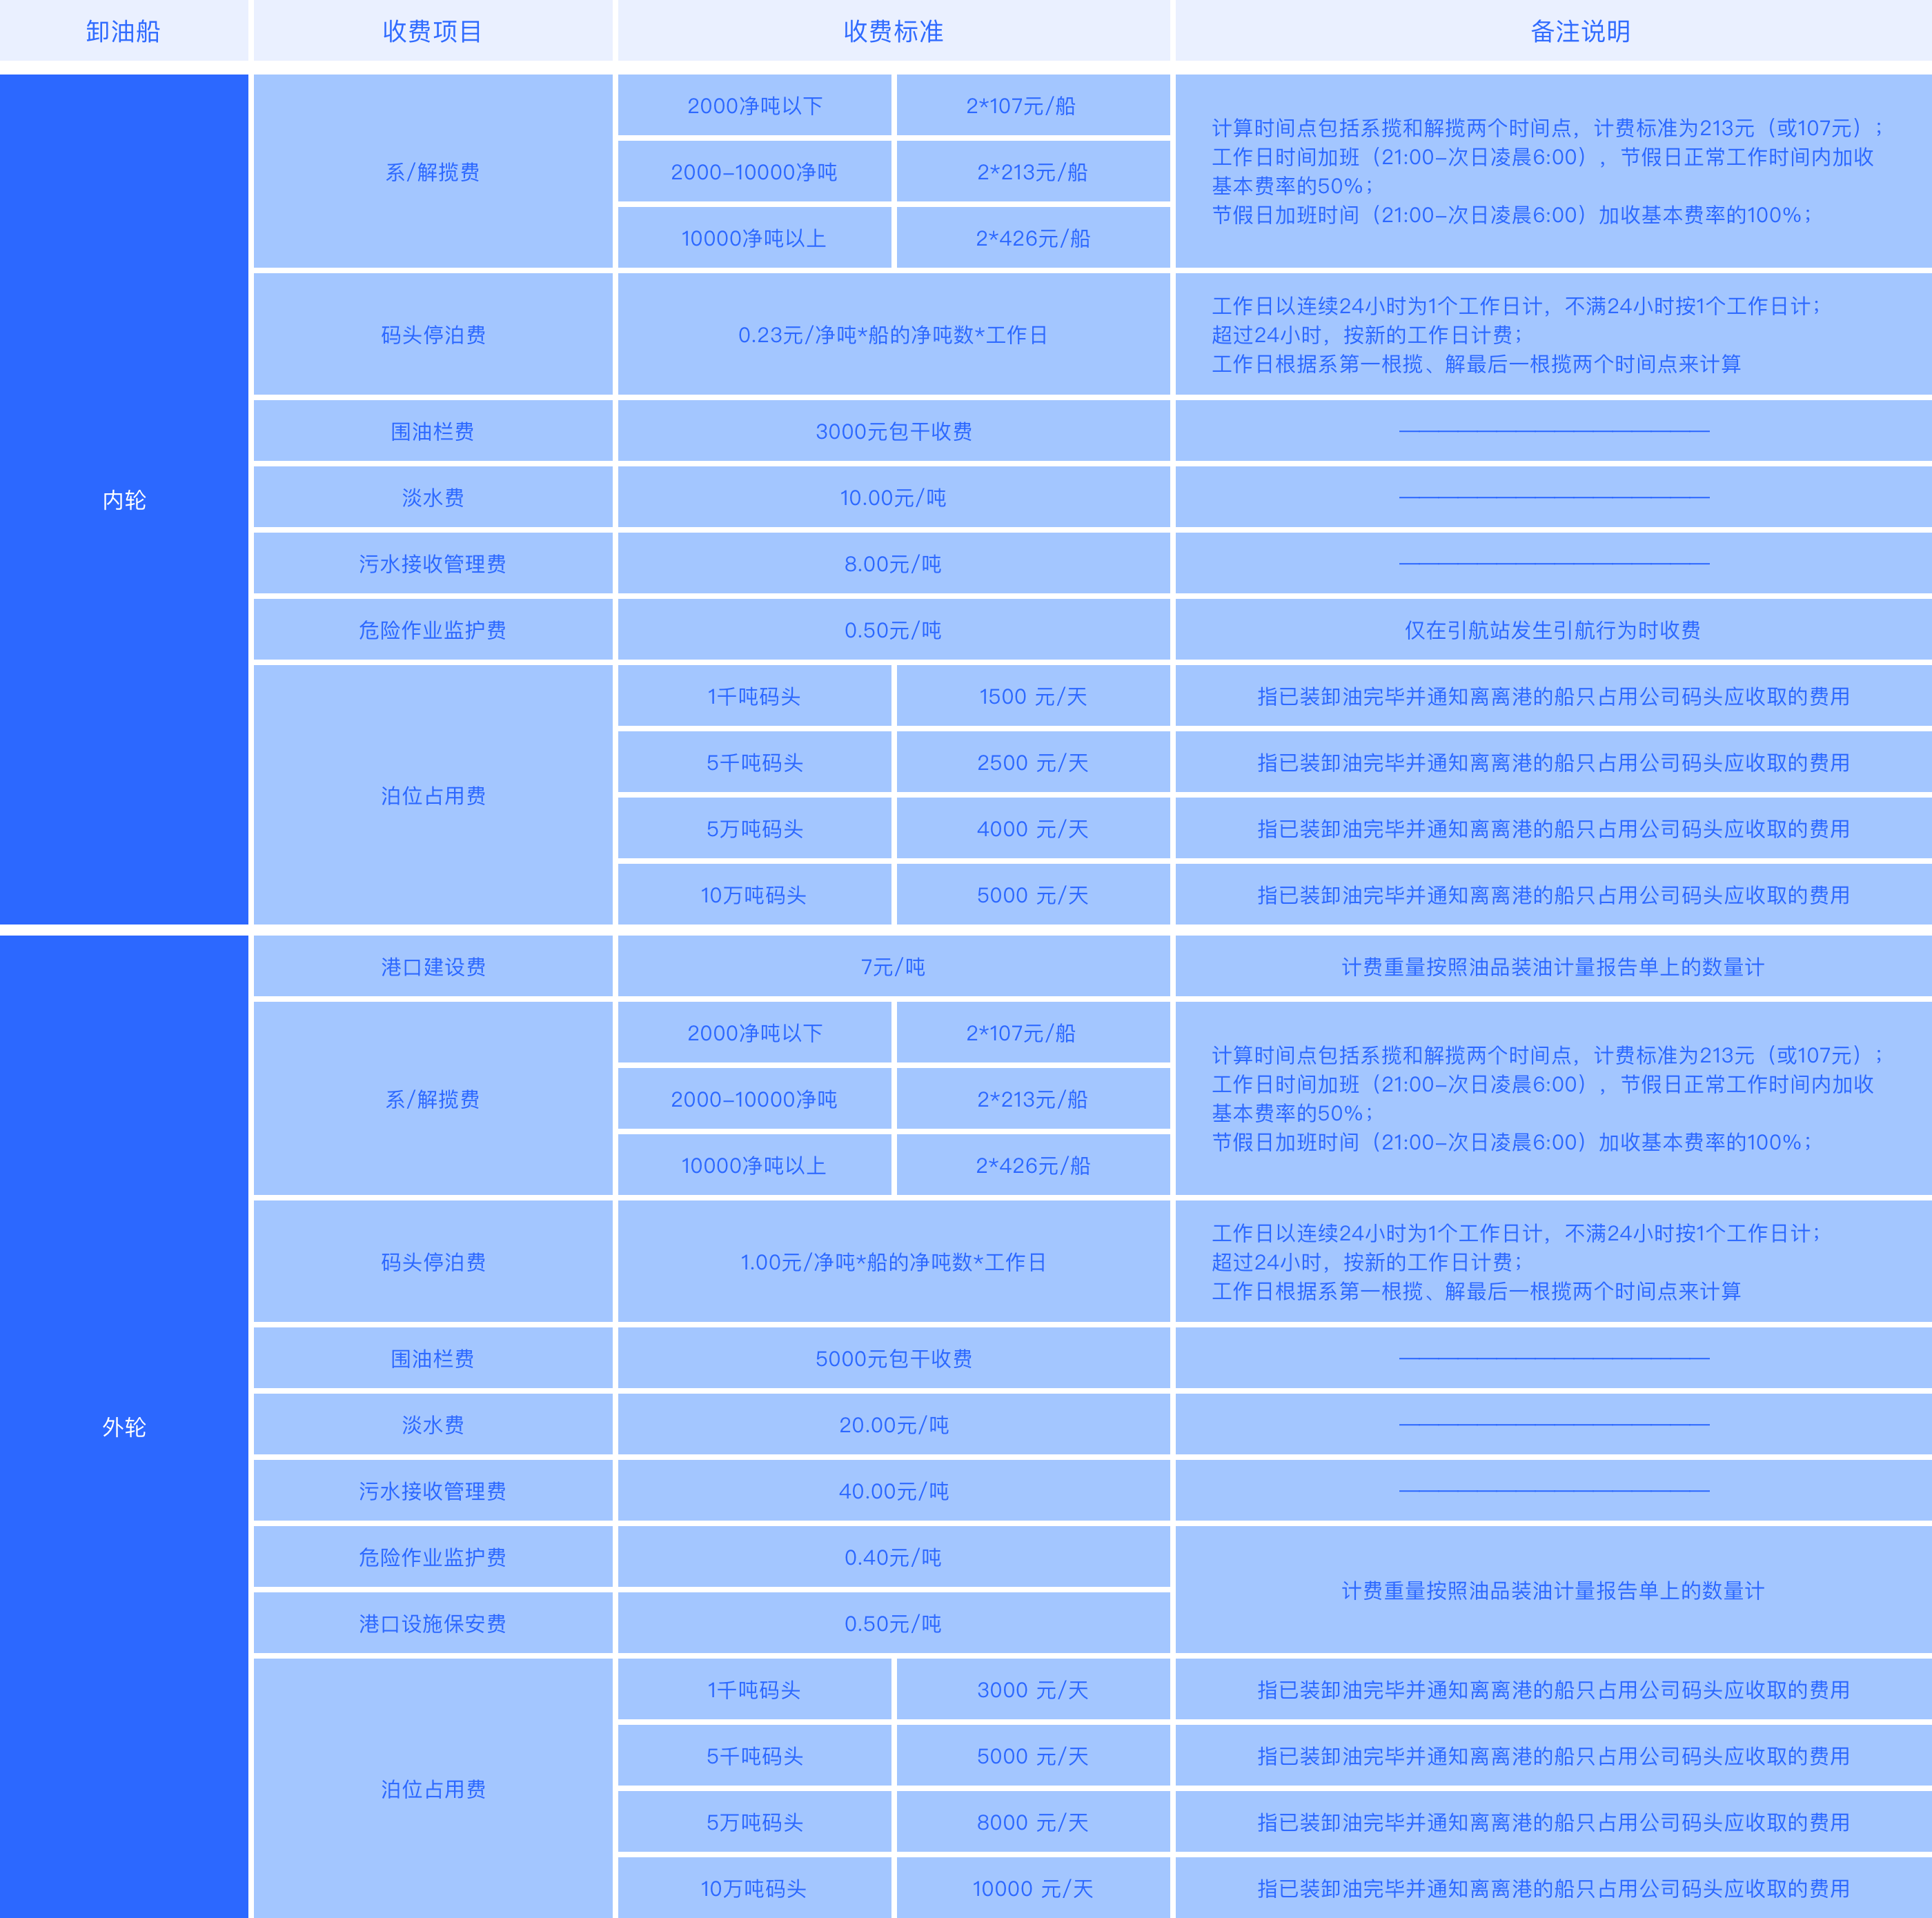 卸油船 收费项目 收费标准 备注说明
内轮
系/解揽费
2000净吨以下 2*107元/船
2000-10000净吨 2*213元/船
10000净吨以上 2*426元/船
计算时间点包括系揽和解揽两个时间点，计费标准为213元（或107元）；
工作日时间加班（21:00-次日凌晨6:00），节假日正常工作时间内加收
基本费率的50%；
节假日加班时间（21:00-次日凌晨6:00）加收基本费率的100%；
码头停泊费 0.23元/净吨*船的净吨数*工作日
工作日以连续24小时为1个工作日计，不满24小时按1个工作日计；
超过24小时，按新的工作日计费；
工作日根据系第一根揽、解最后一根揽两个时间点来计算
围油栏费 3000元包干收费 ———————————————
淡水费 10.00元/吨 ———————————————
污水接收管理费 8.00元/吨 ———————————————
危险作业监护费 0.50元/吨 仅在引航站发生引航行为时收费
泊位占用费
1千吨码头 1500 元/天 指已装卸油完毕并通知离离港的船只占用公司码头应收取的费用
5千吨码头 2500 元/天 指已装卸油完毕并通知离离港的船只占用公司码头应收取的费用
5万吨码头 4000 元/天 指已装卸油完毕并通知离离港的船只占用公司码头应收取的费用
10万吨码头 5000 元/天 指已装卸油完毕并通知离离港的船只占用公司码头应收取的费用
外轮
港口建设费 7元/吨 计费重量按照油品装油计量报告单上的数量计
系/解揽费
2000净吨以下 2*107元/船
2000-10000净吨 2*213元/船
10000净吨以上 2*426元/船
计算时间点包括系揽和解揽两个时间点，计费标准为213元（或107元）；
工作日时间加班（21:00-次日凌晨6:00），节假日正常工作时间内加收
基本费率的50%；
节假日加班时间（21:00-次日凌晨6:00）加收基本费率的100%；
码头停泊费 1.00元/净吨*船的净吨数*工作日
工作日以连续24小时为1个工作日计，不满24小时按1个工作日计；
超过24小时，按新的工作日计费；
工作日根据系第一根揽、解最后一根揽两个时间点来计算
围油栏费 5000元包干收费 ———————————————
淡水费 20.00元/吨 ———————————————
污水接收管理费 40.00元/吨 ———————————————
危险作业监护费 0.40元/吨
计费重量按照油品装油计量报告单上的数量计
港口设施保安费 0.50元/吨
泊位占用费
1千吨码头 3000 元/天 指已装卸油完毕并通知离离港的船只占用公司码头应收取的费用
5千吨码头 5000 元/天 指已装卸油完毕并通知离离港的船只占用公司码头应收取的费用
5万吨码头 8000 元/天 指已装卸油完毕并通知离离港的船只占用公司码头应收取的费用
10万吨码头 10000 元/天 指已装卸油完毕并通知离离港的船只占用公司码头应收取的费用